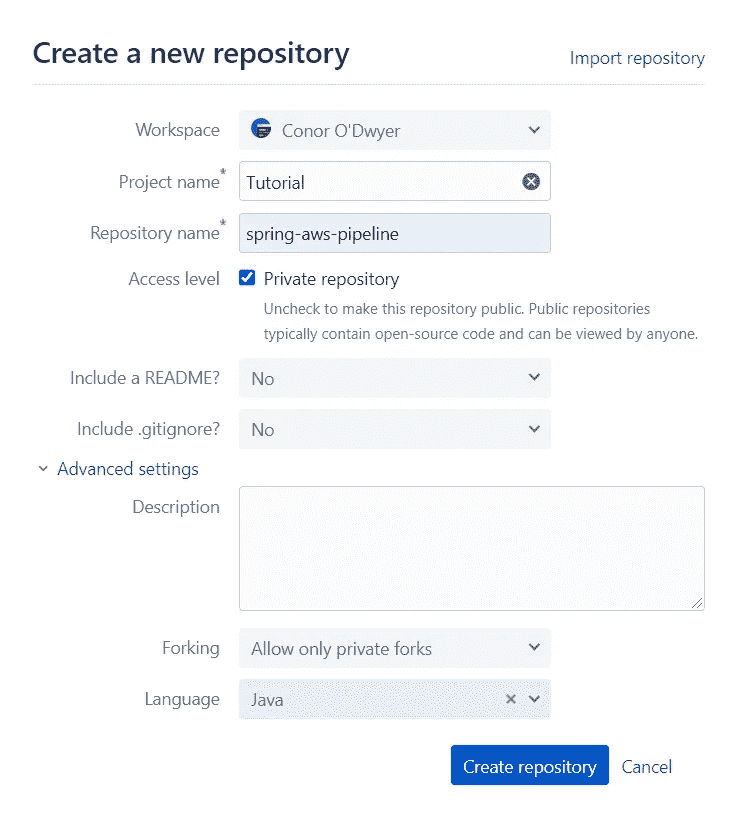 Create a new repository
Import repository
Workspace Conor O'Dwyer
Project name* Tutorial
Repository name* spring-aws-pipeline
Access level Private repository
Uncheck to make this repository public. Public repositories
typically contain open-source code and can be viewed by anyone.
Include a README? No
Include .gitignore? No
Advanced settings
Description
Forking Allow only private forks
Language Java
Create repository Cancel